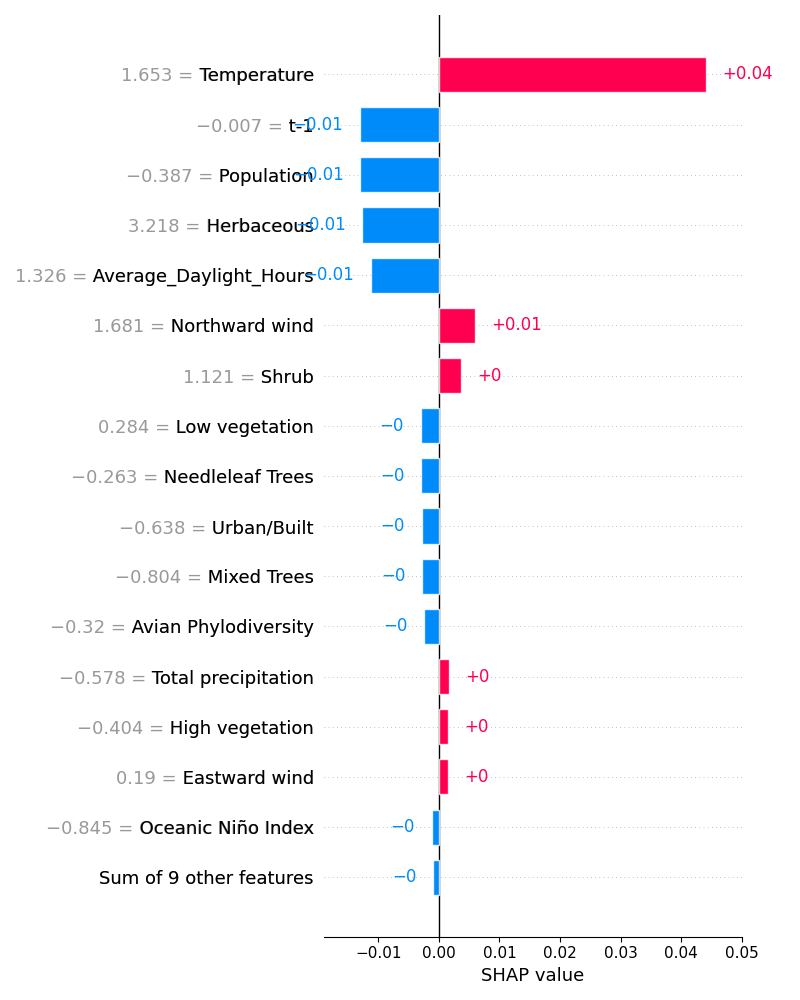 1.653 = Temperature +0.04
−0.007 = t-1 −0.01
−0.387 = Population −0.01
3.218 = Herbaceous −0.01
1.326 = Average_Daylight_Hours −0.01
1.681 = Northward wind +0.01
1.121 = Shrub +0
0.284 = Low vegetation −0
−0.263 = Needleleaf Trees −0
−0.638 = Urban/Built −0
−0.804 = Mixed Trees −0
−0.32 = Avian Phylodiversity −0
−0.578 = Total precipitation +0
−0.404 = High vegetation +0
0.19 = Eastward wind +0
−0.845 = Oceanic Niño Index −0
Sum of 9 other features −0
−0.01 0.00 0.01 0.02 0.03 0.04 0.05
SHAP value